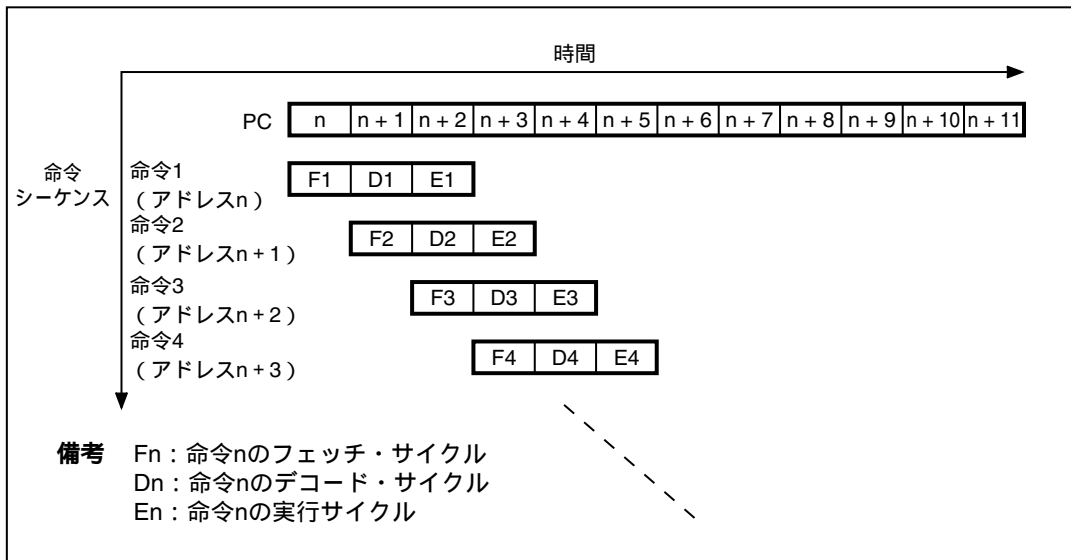 時間
PC n n + 1 n + 2 n + 3 n + 4 n + 5 n + 6 n + 7 n + 8 n + 9 n + 10 n + 11
命令
シーケンス
命令1
(アドレスn)
F1 D1 E1
命令2
(アドレスn + 1)
F2 D2 E2
命令3
(アドレスn + 2)
F3 D3 E3
命令4
(アドレスn + 3)
F4 D4 E4
備考 Fn:命令nのフェッチ・サイクル
Dn:命令nのデコード・サイクル
En:命令nの実行サイクル